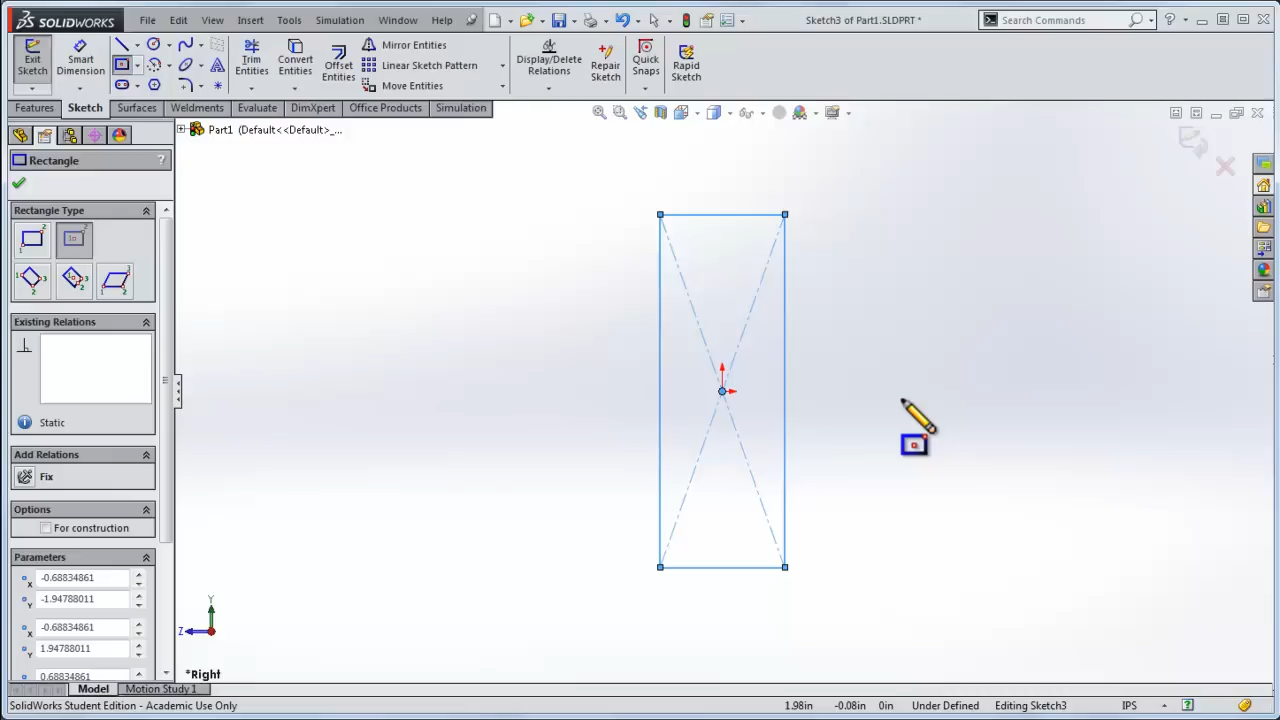 SOLIDWORKS File Edit View Insert Tools Simulation Window Help Sketch3 of Part1.SLDPRT * Search Commands
Exit Sketch
Smart Dimension
Trim Entities
Convert Entities
Offset Entities
Mirror Entities
Linear Sketch Pattern
Move Entities
Display/Delete Relations
Repair Sketch
Quick Snaps
Rapid Sketch
Features Sketch Surfaces Weldments Evaluate DimXpert Office Products Simulation
Part1 (Default<<Default>_...
Rectangle ?
Rectangle Type
Existing Relations
Static
Add Relations
Fix
Options
For construction
Parameters
X -0.68834861
Y -1.94788011
X -0.68834861
Y 1.94788011
0.68834861
Y
Z
*Right
Model Motion Study 1
SolidWorks Student Edition - Academic Use Only 1.98in -0.08in 0in Under Defined Editing Sketch3 IPS